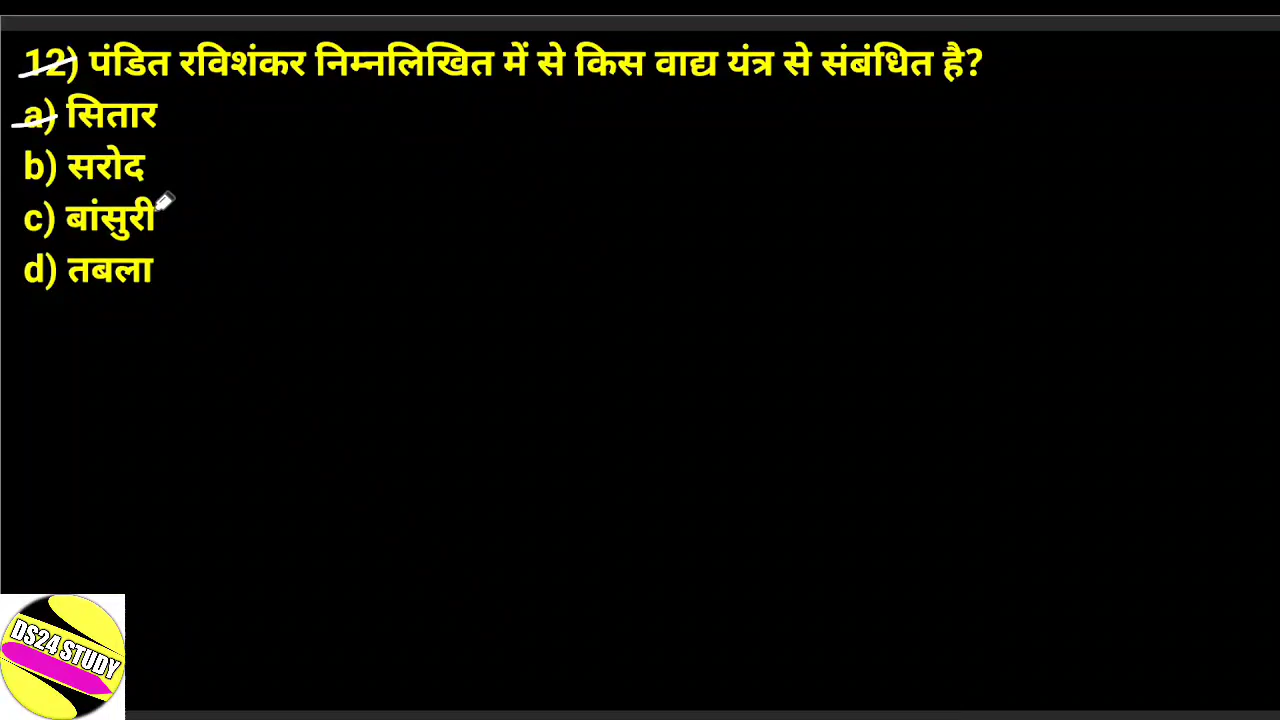 12) पंडित रविशंकर निम्नलिखित में से किस वाद्य यंत्र से संबंधित है?
a) सितार
b) सरोद
c) बांसुरी
d) तबला
DS24 STUDY